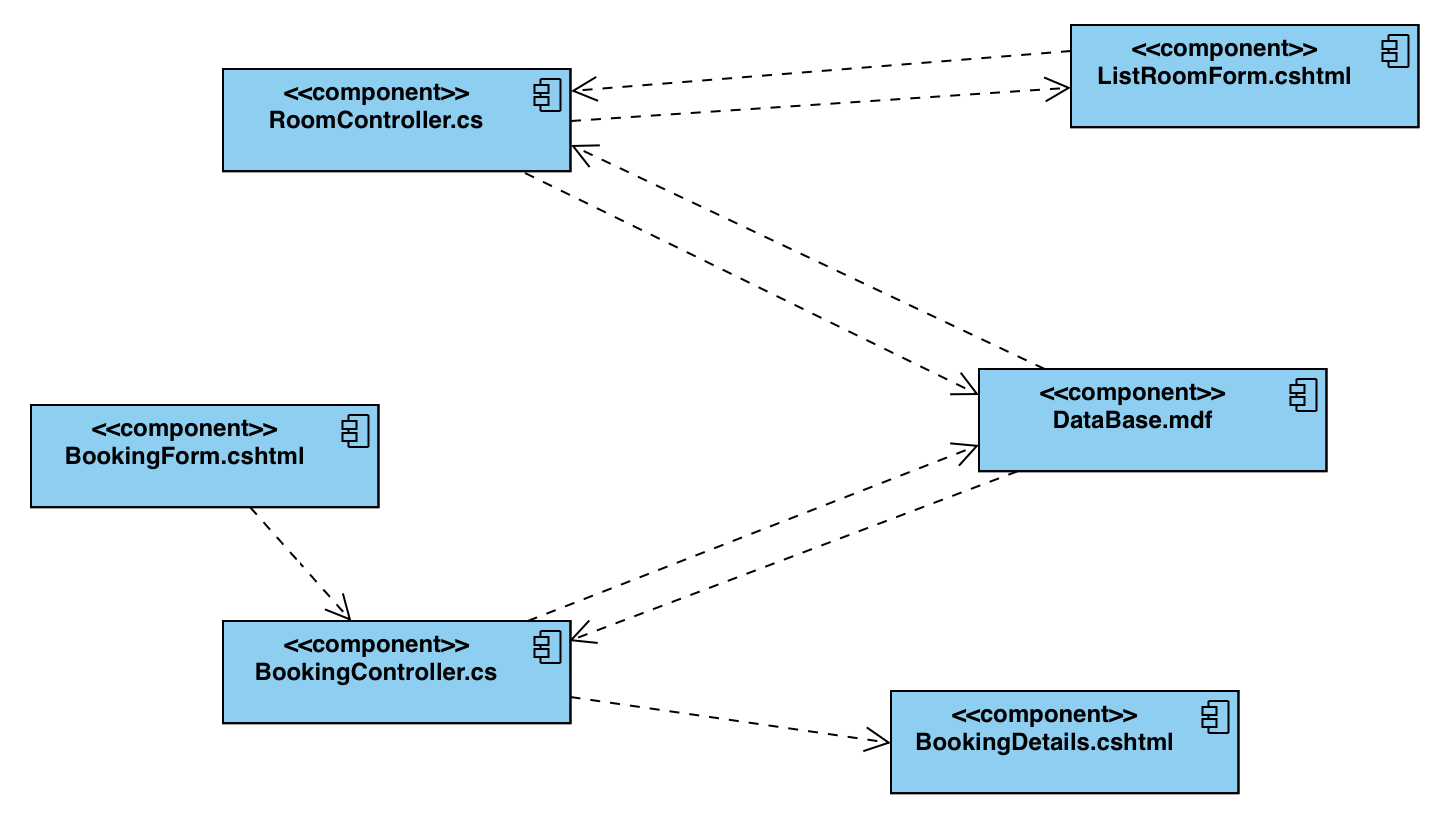 <<component>>
ListRoomForm.cshtml
<<component>>
RoomController.cs
<<component>>
DataBase.mdf
<<component>>
BookingForm.cshtml
<<component>>
BookingController.cs
<<component>>
BookingDetails.cshtml